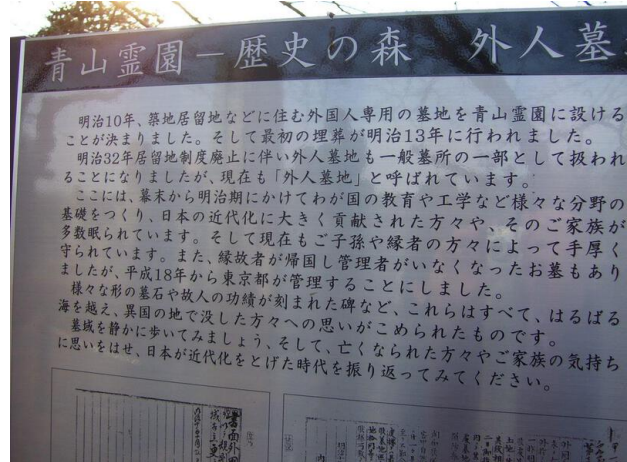 青山霊園－歴史の森　外人墓
明治10年、築地居留地などに住む外国人専用の墓地を青山霊園に設ける
ことが決まりました。そして最初の埋葬が明治13年に行われました。
明治32年居留地制度廃止に伴い外人墓地も一般墓所の一部として扱われ
ることになりましたが、現在も「外人墓地」と呼ばれています。
ここには、幕末から明治期にかけてわが国の教育や工学など様々な分野の
基礎をつくり、日本の近代化に大きく貢献された方々や、そのご家族が
多数眠られています。そして現在もご子孫や縁者の方々によって手厚く
守られています。また、縁故者が帰国し管理者がいなくなったお墓もあり
ましたが、平成18年から東京都が管理することにしました。
様々な形の墓石や故人の功績が刻まれた碑など、これらはすべて、はるばる
海を越え、異国の地で没した方々への思いがこめられたものです。
墓域を静かに歩いてみましょう、そして、亡くなられた方々やご家族の気持ち
に思いをはせ、日本が近代化をとげた時代を振り返ってみてください。